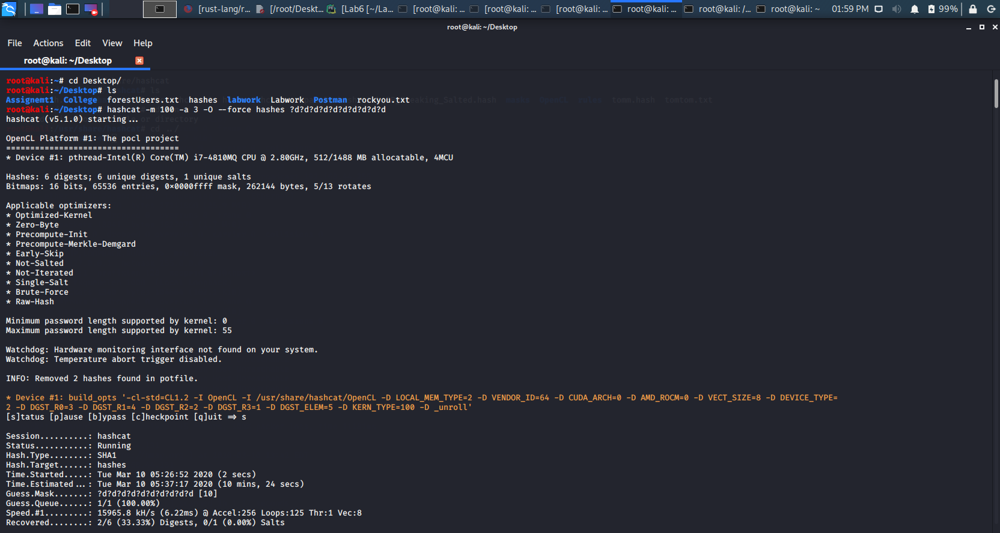 [rust-lang/r... [/root/Deskt... [Lab6 [~/La... [root@kali: ... [root@kali: ... [root@kali: ... root@kali: ... root@kali: /... root@kali: ~ 01:59 PM 99%
root@kali: ~/Desktop
File Actions Edit View Help
root@kali: ~/Desktop
root@kali:~# cd Desktop/
root@kali:~/Desktop# ls
Assignemt1 College forestUsers.txt hashes labwork Labwork Postman rockyou.txt
root@kali:~/Desktop# hashcat -m 100 -a 3 -O --force hashes ?d?d?d?d?d?d?d?d?d?d
hashcat (v5.1.0) starting...
OpenCL Platform #1: The pocl project
====================================
* Device #1: pthread-Intel(R) Core(TM) i7-4810MQ CPU @ 2.80GHz, 512/1488 MB allocatable, 4MCU
Hashes: 6 digests; 6 unique digests, 1 unique salts
Bitmaps: 16 bits, 65536 entries, 0x0000ffff mask, 262144 bytes, 5/13 rotates
Applicable optimizers:
* Optimized-Kernel
* Zero-Byte
* Precompute-Init
* Precompute-Merkle-Demgard
* Early-Skip
* Not-Salted
* Not-Iterated
* Single-Salt
* Brute-Force
* Raw-Hash
Minimum password length supported by kernel: 0
Maximum password length supported by kernel: 55
Watchdog: Hardware monitoring interface not found on your system.
Watchdog: Temperature abort trigger disabled.
INFO: Removed 2 hashes found in potfile.
* Device #1: build_opts '-cl-std=CL1.2 -I OpenCL -I /usr/share/hashcat/OpenCL -D LOCAL_MEM_TYPE=2 -D VENDOR_ID=64 -D CUDA_ARCH=0 -D AMD_ROCM=0 -D VECT_SIZE=8 -D DEVICE_TYPE=
2 -D DGST_R0=3 -D DGST_R1=4 -D DGST_R2=2 -D DGST_R3=1 -D DGST_ELEM=5 -D KERN_TYPE=100 -D _unroll'
[s]tatus [p]ause [b]ypass [c]heckpoint [q]uit => s
Session..........: hashcat
Status...........: Running
Hash.Type........: SHA1
Hash.Target......: hashes
Time.Started.....: Tue Mar 10 05:26:52 2020 (2 secs)
Time.Estimated...: Tue Mar 10 05:37:17 2020 (10 mins, 24 secs)
Guess.Mask.......: ?d?d?d?d?d?d?d?d?d?d [10]
Guess.Queue......: 1/1 (100.00%)
Speed.#1.........: 15965.8 kH/s (6.22ms) @ Accel:256 Loops:125 Thr:1 Vec:8
Recovered........: 2/6 (33.33%) Digests, 0/1 (0.00%) Salts